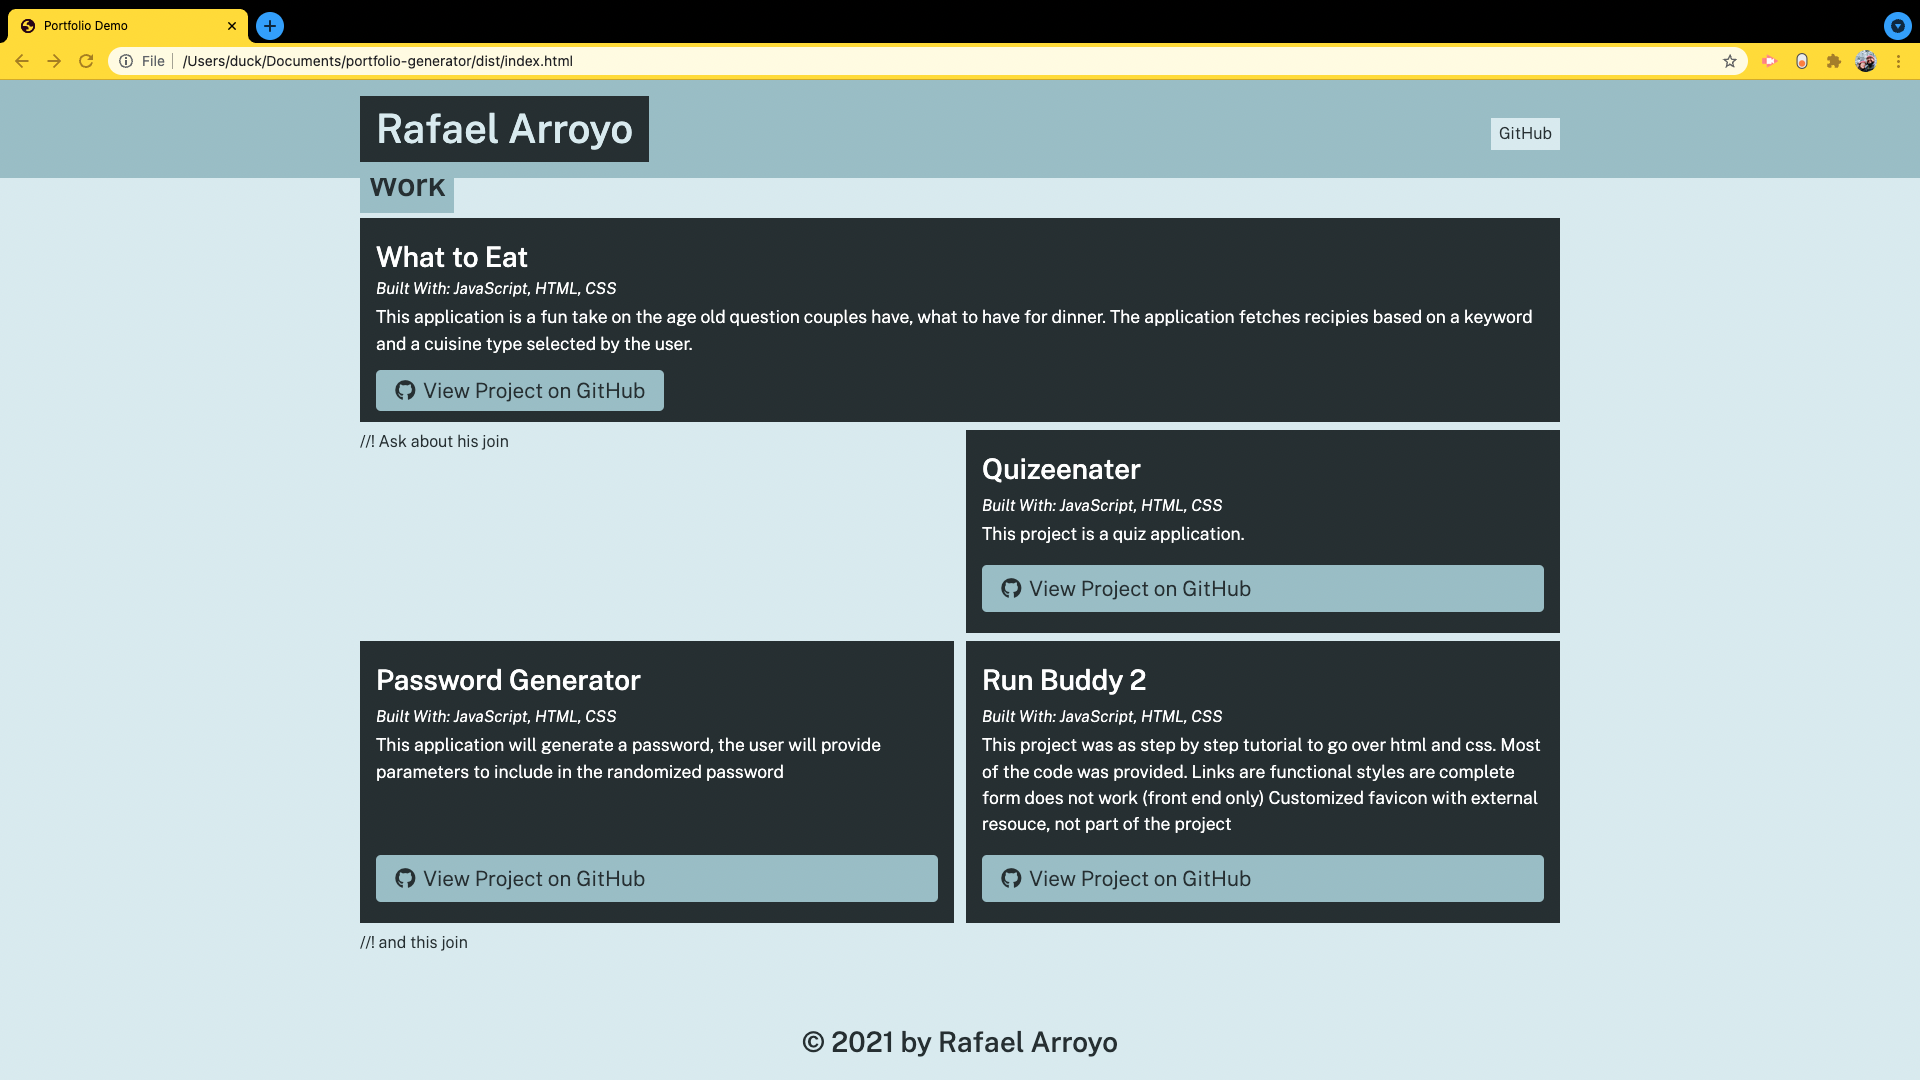 Portfolio Demo
File
/Users/duck/Documents/portfolio-generator/dist/index.html
Rafael Arroyo
GitHub
Work
What to Eat
Built With: JavaScript, HTML, CSS
This application is a fun take on the age old question couples have, what to have for dinner. The application fetches recipies based on a keyword
and a cuisine type selected by the user.
View Project on GitHub
//! Ask about his join
Quizeenater
Built With: JavaScript, HTML, CSS
This project is a quiz application.
View Project on GitHub
Password Generator
Built With: JavaScript, HTML, CSS
This application will generate a password, the user will provide
parameters to include in the randomized password
View Project on GitHub
Run Buddy 2
Built With: JavaScript, HTML, CSS
This project was as step by step tutorial to go over html and css. Most
of the code was provided. Links are functional styles are complete
form does not work (front end only) Customized favicon with external
resouce, not part of the project
View Project on GitHub
//! and this join
© 2021 by Rafael Arroyo